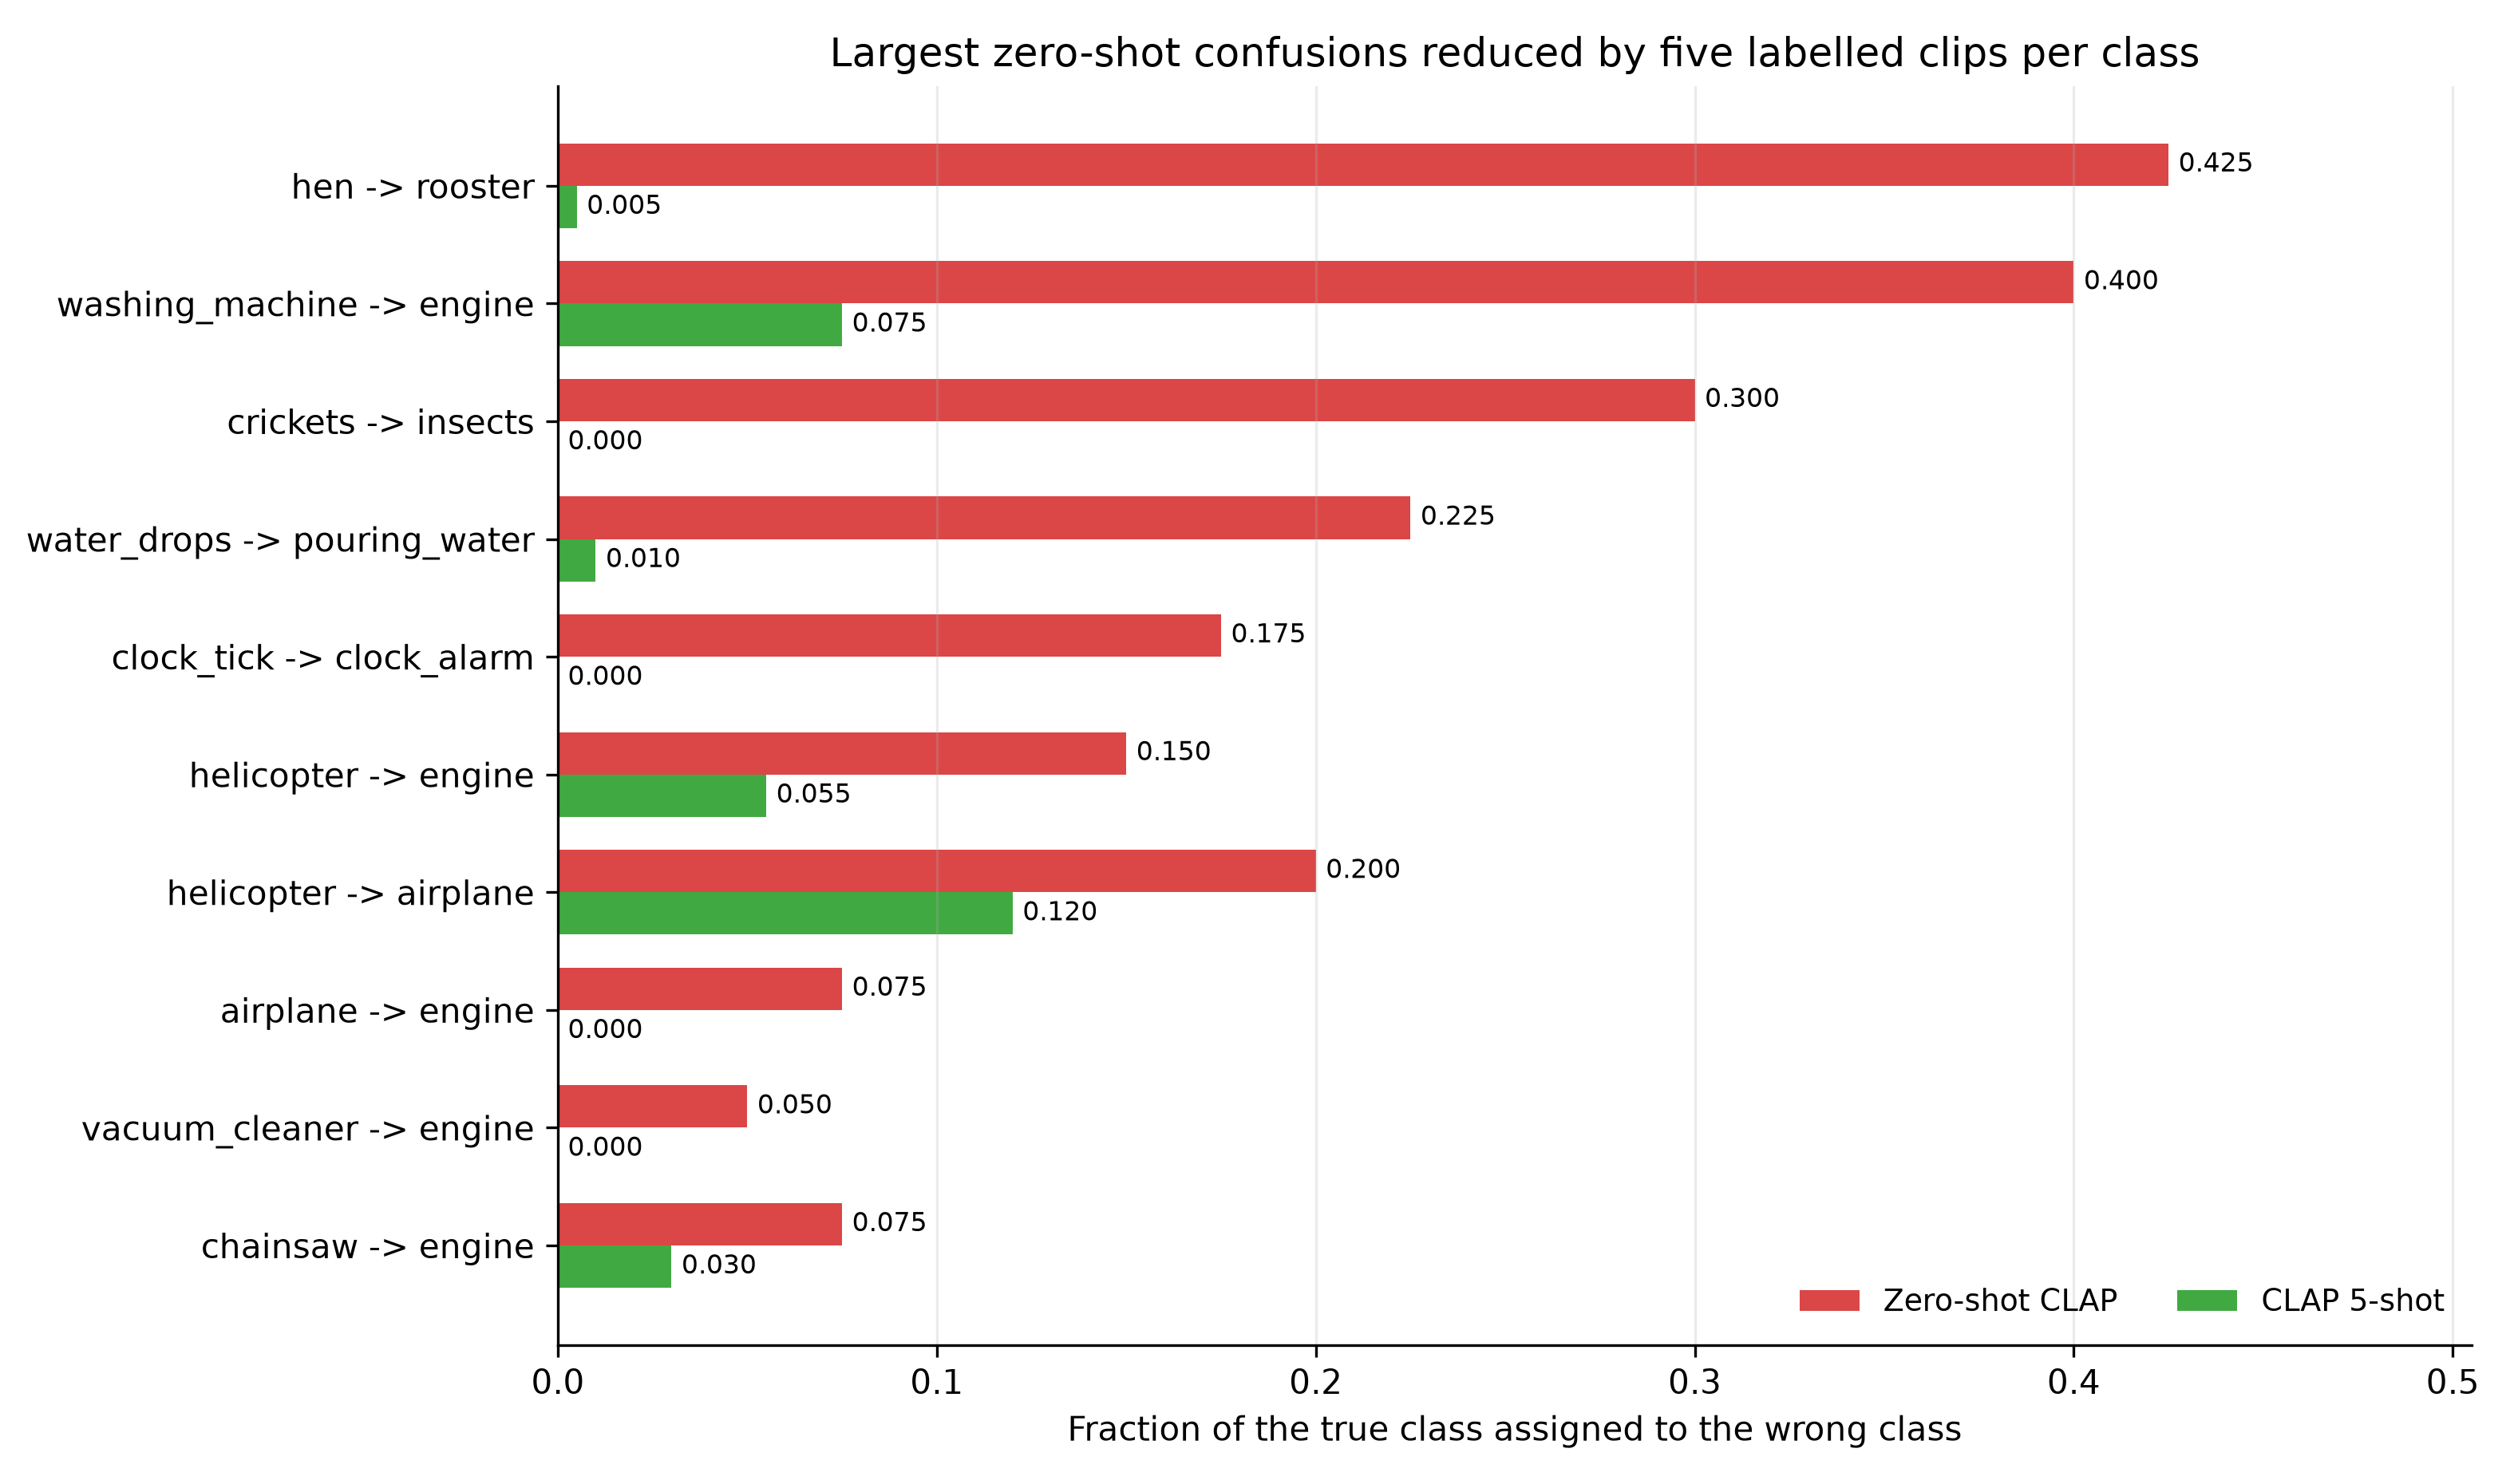 Largest zero-shot confusions reduced by five labelled clips per class
hen -> rooster
0.425
0.005
washing_machine -> engine
0.400
0.075
crickets -> insects
0.300
0.000
water_drops -> pouring_water
0.225
0.010
clock_tick -> clock_alarm
0.175
0.000
helicopter -> engine
0.150
0.055
helicopter -> airplane
0.200
0.120
airplane -> engine
0.075
0.000
vacuum_cleaner -> engine
0.050
0.000
chainsaw -> engine
0.075
0.030
Zero-shot CLAP
CLAP 5-shot
0.0 0.1 0.2 0.3 0.4 0.5
Fraction of the true class assigned to the wrong class